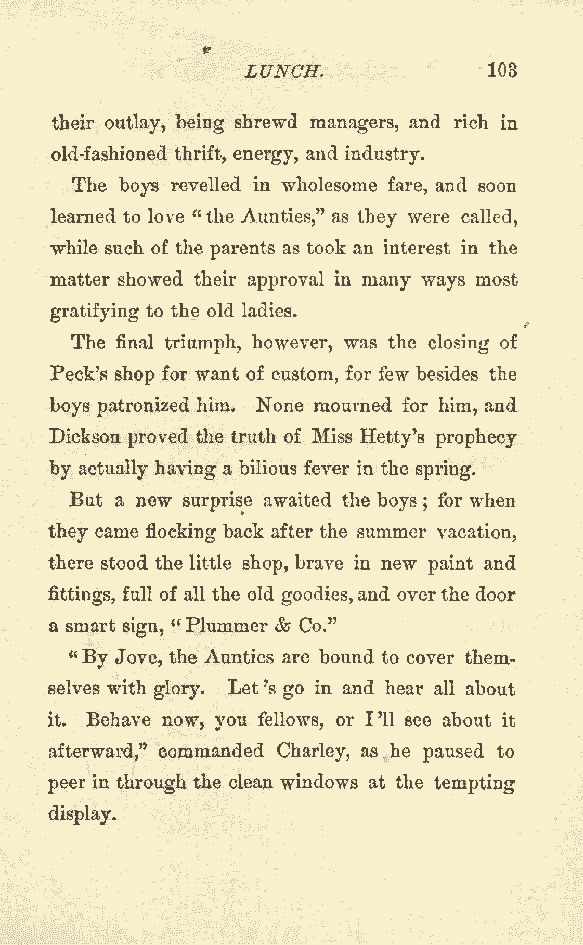 LUNCH. 103
their outlay, being shrewd managers, and rich in
old-fashioned thrift, energy, and industry.
The boys revelled in wholesome fare, and soon
learned to love “the Aunties,” as they were called,
while such of the parents as took an interest in the
matter showed their approval in many ways most
gratifying to the old ladies.
The final triumph, however, was the closing of
Peck’s shop for want of custom, for few besides the
boys patronized him. None mourned for him, and
Dickson proved the truth of Miss Hetty’s prophecy
by actually having a bilious fever in the spring.
But a new surprise awaited the boys; for when
they came flocking back after the summer vacation,
there stood the little shop, brave in new paint and
fittings, full of all the old goodies, and over the door
a smart sign, “Plummer & Co.”
“By Jove, the Aunties are bound to cover them-
selves with glory. Let’s go in and hear all about
it. Behave now, you fellows, or I’ll see about it
afterward,” commanded Charley, as he paused to
peer in through the clean windows at the tempting
display.